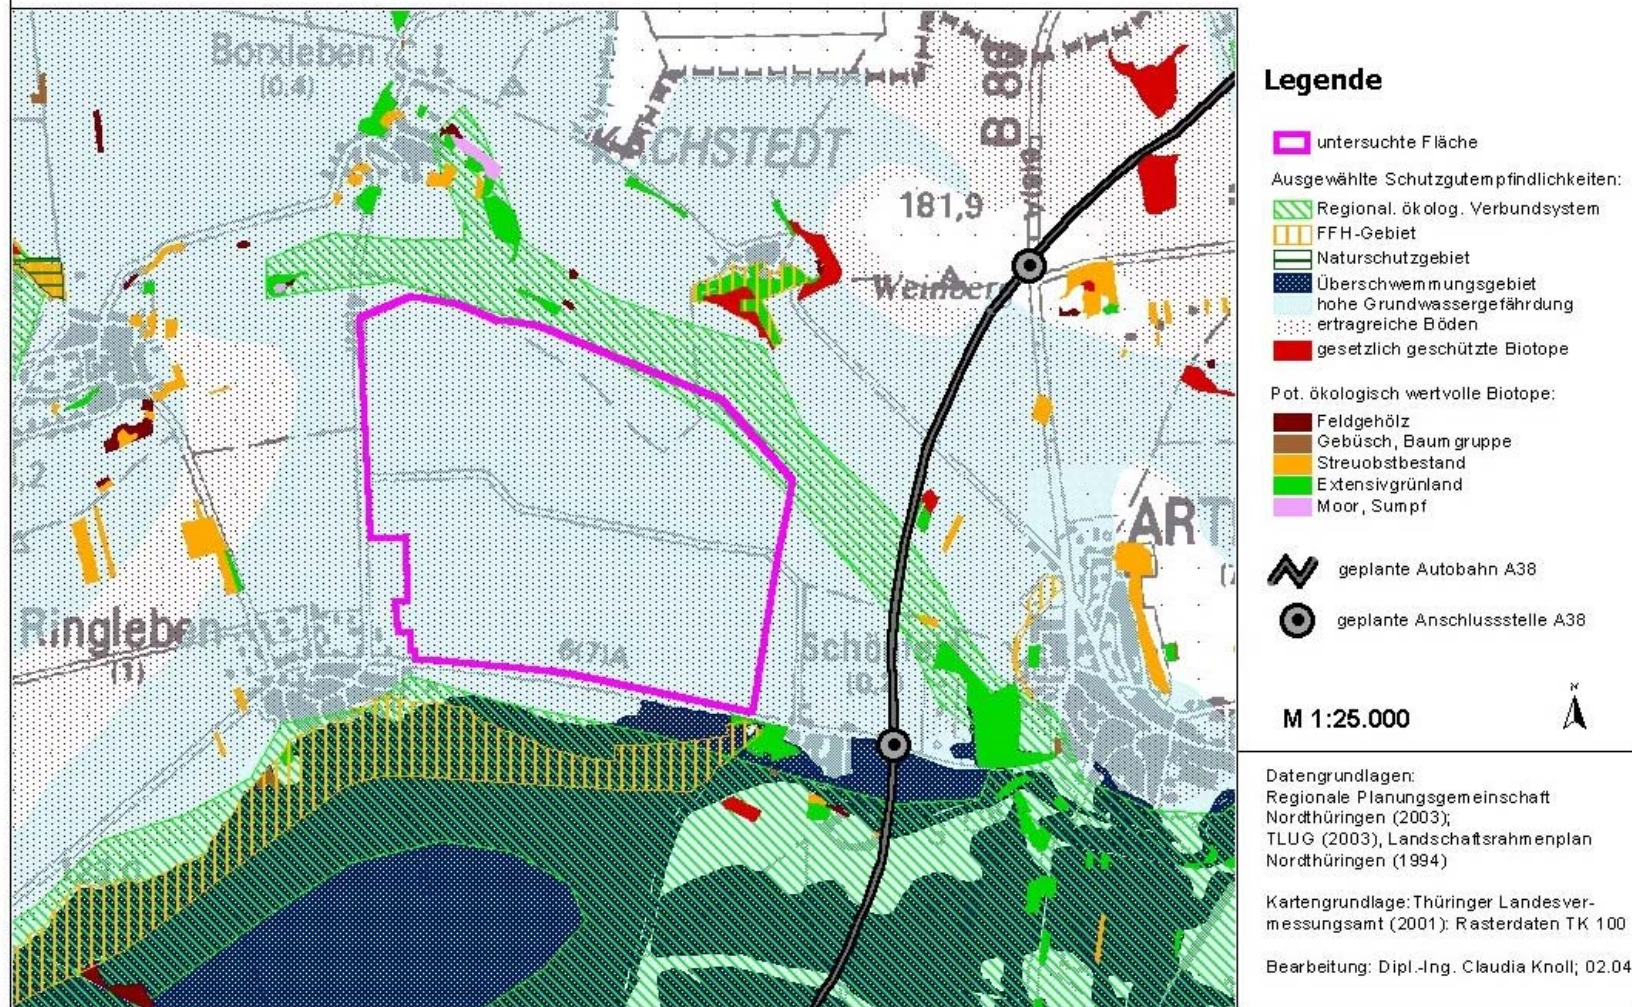 Borxleben
(0,4)
B 86
181,9
Weinberg
Ringleben
(1)
6(7)A
Legende
untersuchte Fläche
Ausgewählte Schutzgutempfindlichkeiten:
Regional. ökolog. Verbundsystem
FFH-Gebiet
Naturschutzgebiet
Überschwemmungsgebiet
hohe Grundwassergefährdung
ertragreiche Böden
gesetzlich geschützte Biotope
Pot. ökologisch wertvolle Biotope:
Feldgehölz
Gebüsch, Baumgruppe
Streuobstbestand
Extensivgrünland
Moor, Sumpf
geplante Autobahn A38
geplante Anschlussstelle A38
N
M 1:25.000
Datengrundlagen:
Regionale Planungsgemeinschaft
Nordthüringen (2003);
TLUG (2003), Landschaftsrahmenplan
Nordthüringen (1994)
Kartengrundlage: Thüringer Landesver-
messungsamt (2001): Rasterdaten TK 100
Bearbeitung: Dipl.-Ing. Claudia Knoll; 02.04